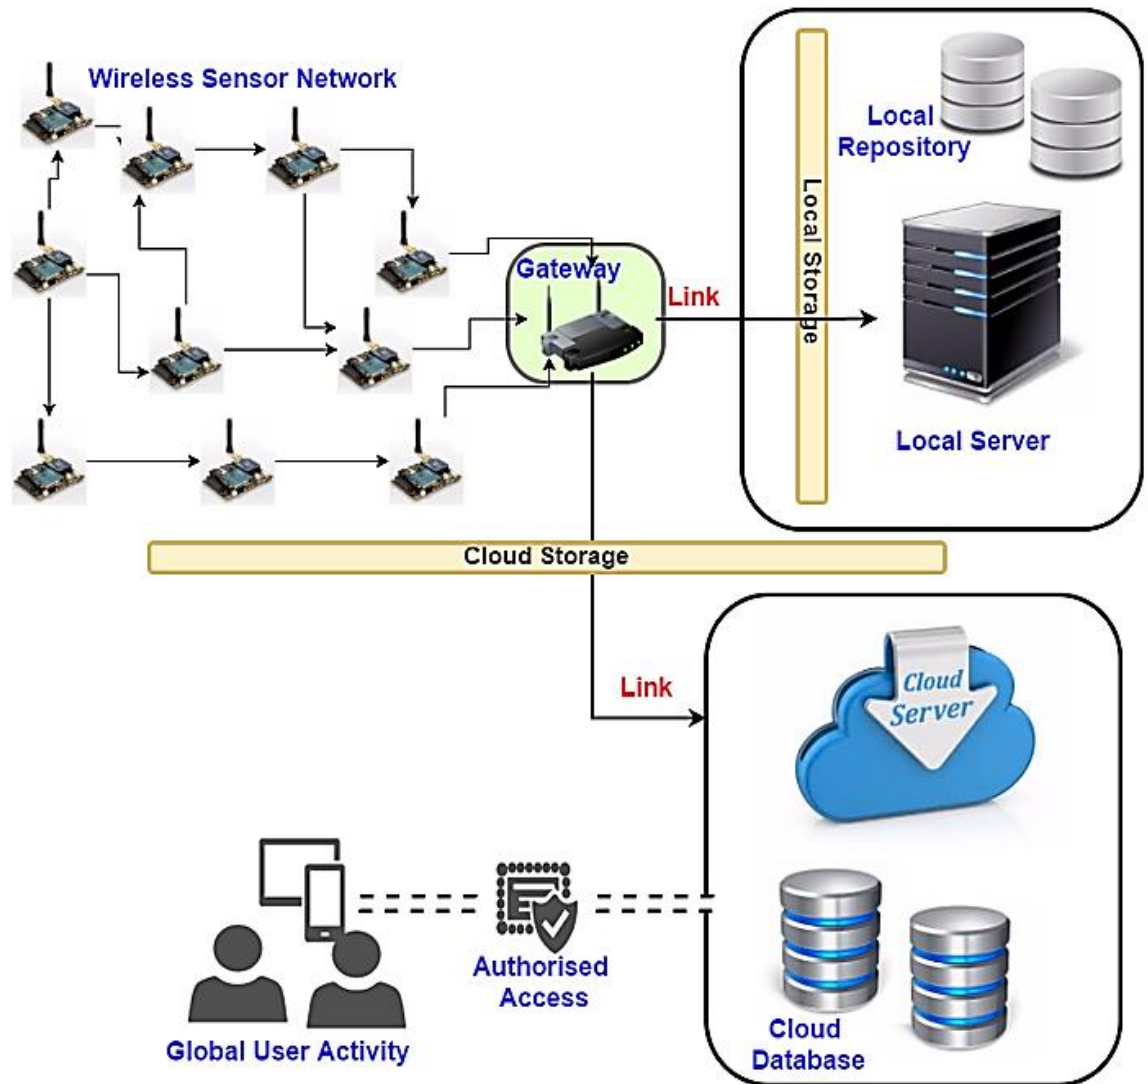 Wireless Sensor Network
Local
Repository
Local Storage
Gateway
Link
Local Server
Cloud Storage
Link
Cloud
Server
Authorised
Access
Global User Activity
Cloud
Database